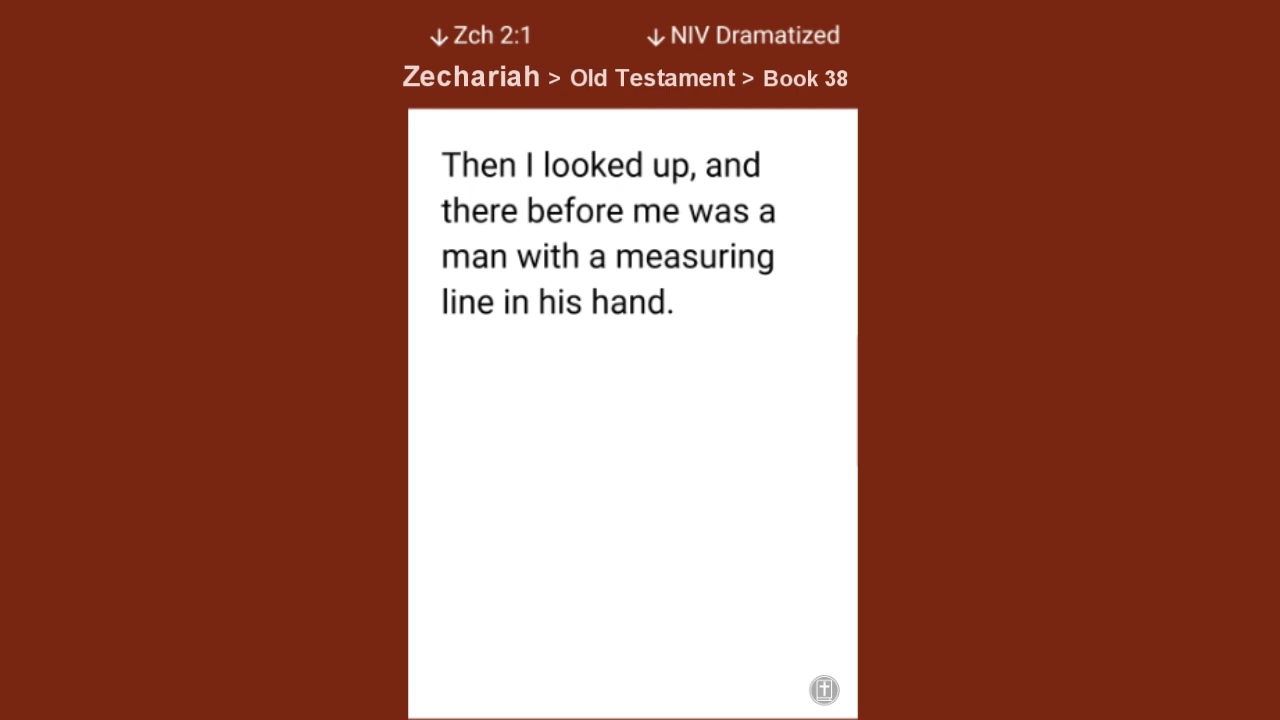 ↓ Zch 2:1 ↓ NIV Dramatized
Zechariah > Old Testament > Book 38
Then I looked up, and
there before me was a
man with a measuring
line in his hand.